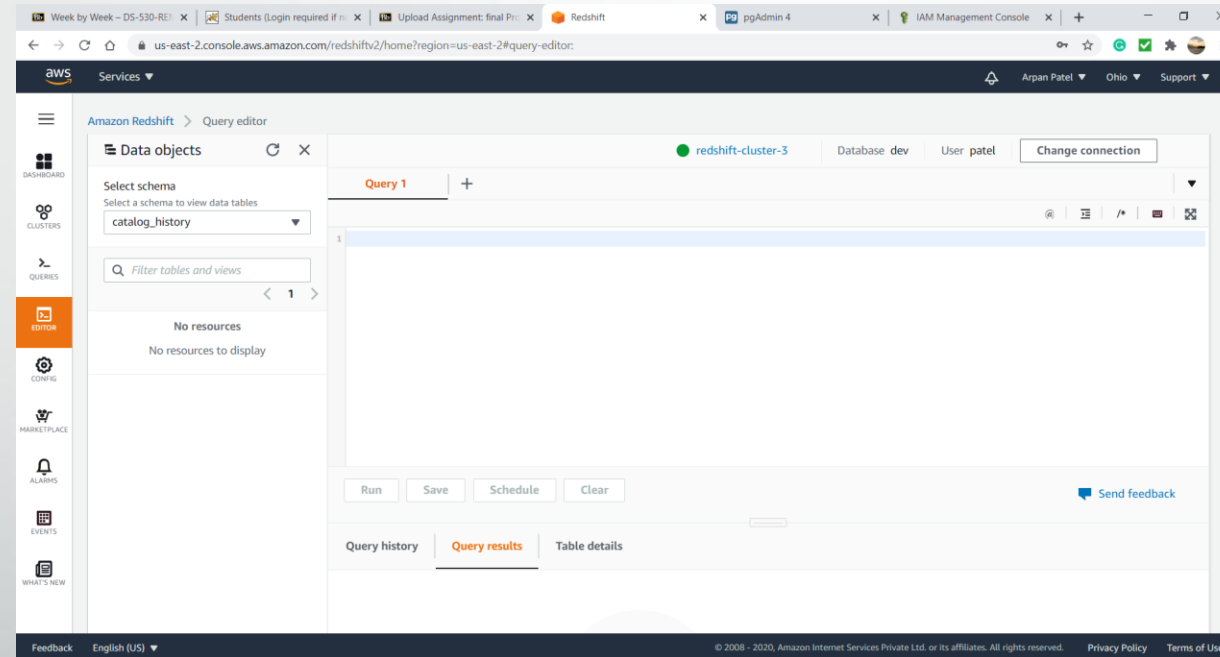 Week by Week – DS-530-REM
Students (Login required if n
Upload Assignment: final Pro
Redshift
pgAdmin 4
IAM Management Console
us-east-2.console.aws.amazon.com/redshiftv2/home?region=us-east-2#query-editor:
aws
Services
Arpan Patel
Ohio
Support
Amazon Redshift > Query editor
DASHBOARD
CLUSTERS
QUERIES
EDITOR
CONFIG
MARKETPLACE
ALARMS
EVENTS
WHAT'S NEW
Data objects
Select schema
Select a schema to view data tables
catalog_history
Filter tables and views
< 1 >
No resources
No resources to display
redshift-cluster-3
Database dev
User patel
Change connection
Query 1
+
/*
1
Run
Save
Schedule
Clear
Send feedback
Query history
Query results
Table details
Feedback
English (US)
© 2008 - 2020, Amazon Internet Services Private Ltd. or its affiliates. All rights reserved.
Privacy Policy
Terms of Use